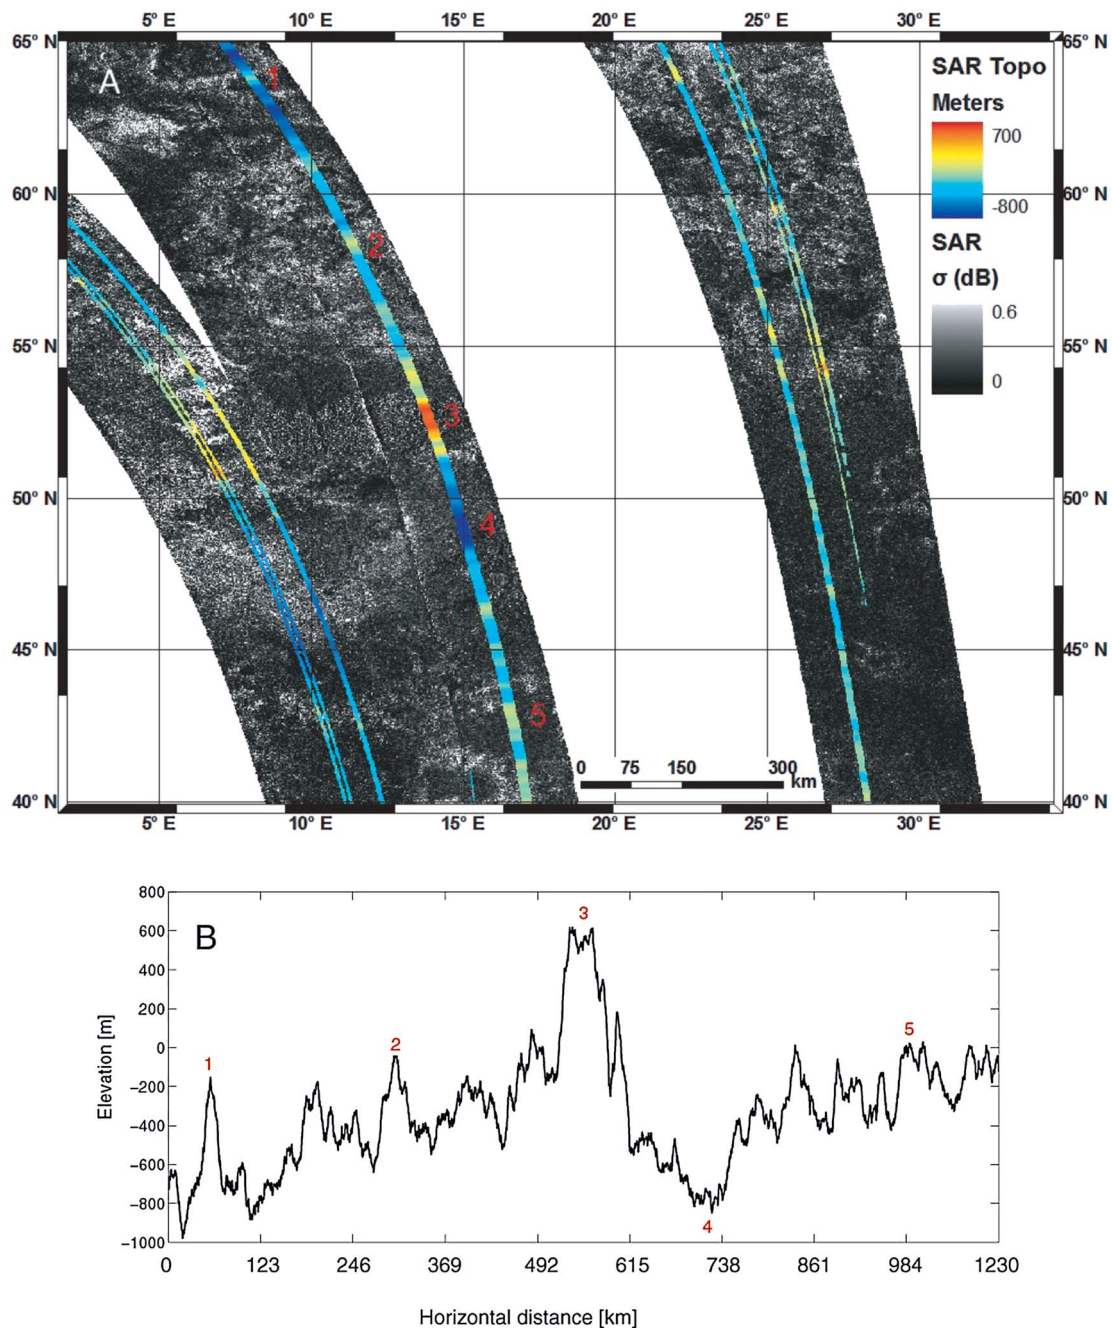 5° E 10° E 15° E 20° E 25° E 30° E
65° N 65° N
A
1
SAR Topo
Meters
700
-800
60° N 60° N
SAR
σ (dB)
0.6
0
2
55° N 55° N
3
50° N 50° N
4
45° N 45° N
5
0 75 150 300
km
40° N 40° N
5° E 10° E 15° E 20° E 25° E 30° E
800
600
400
200
0
−200
−400
−600
−800
−1000
Elevation [m]
B
1
2
3
4
5
0 123 246 369 492 615 738 861 984 1230
Horizontal distance [km]